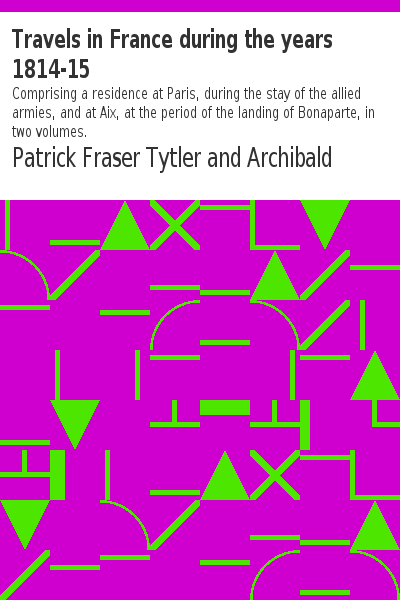 Travels in France during the years
1814-15
Comprising a residence at Paris, during the stay of the allied
armies, and at Aix, at the period of the landing of Bonaparte, in
two volumes.
Patrick Fraser Tytler and Archibald